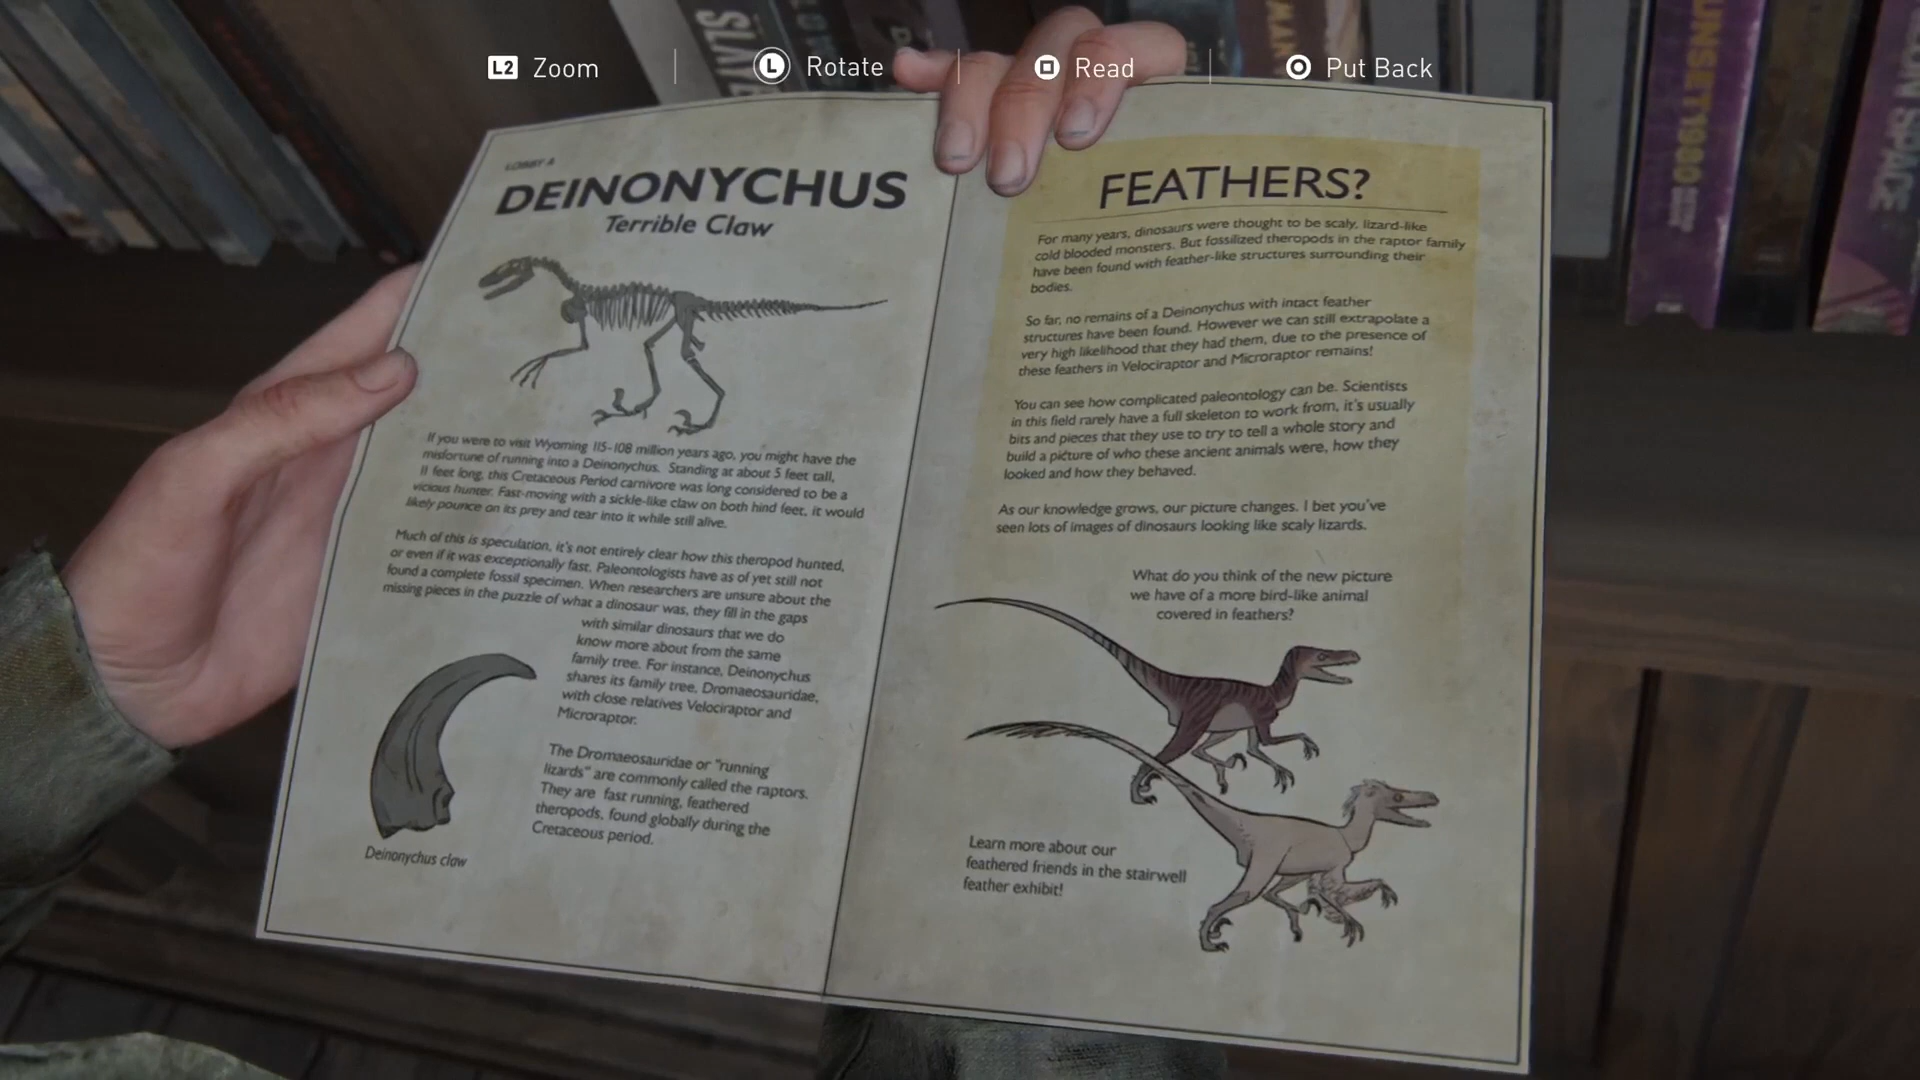 L2 Zoom
L Rotate
Read
Put Back
LOBBY A
DEINONYCHUS
Terrible Claw
If you were to visit Wyoming 115-108 million years ago, you might have the
misfortune of running into a Deinonychus. Standing at about 5 feet tall,
11 feet long, this Cretaceous Period carnivore was long considered to be a
vicious hunter. Fast-moving with a sickle-like claw on both hind feet, it would
likely pounce on its prey and tear into it while still alive.
Much of this is speculation, it's not entirely clear how this theropod hunted,
or even if it was exceptionally fast. Paleontologists have as of yet still not
found a complete fossil specimen. When researchers are unsure about the
missing pieces in the puzzle of what a dinosaur was, they fill in the gaps
with similar dinosaurs that we do
know more about from the same
family tree. For instance, Deinonychus
shares its family tree, Dromaeosauridae,
with close relatives Velociraptor and
Microraptor.
The Dromaeosauridae or "running
lizards" are commonly called the raptors.
They are fast running, feathered
theropods, found globally during the
Cretaceous period.
Deinonychus claw
FEATHERS?
For many years, dinosaurs were thought to be scaly, lizard-like
cold blooded monsters. But fossilized theropods in the raptor family
have been found with feather-like structures surrounding their
bodies.
So far, no remains of a Deinonychus with intact feather
structures have been found. However we can still extrapolate a
very high likelihood that they had them, due to the presence of
these feathers in Velociraptor and Microraptor remains!
You can see how complicated paleontology can be. Scientists
in this field rarely have a full skeleton to work from, it's usually
bits and pieces that they use to try to tell a whole story and
build a picture of who these ancient animals were, how they
looked and how they behaved.
As our knowledge grows, our picture changes. I bet you've
seen lots of images of dinosaurs looking like scaly lizards.
What do you think of the new picture
we have of a more bird-like animal
covered in feathers?
Learn more about our
feathered friends in the stairwell
feather exhibit!